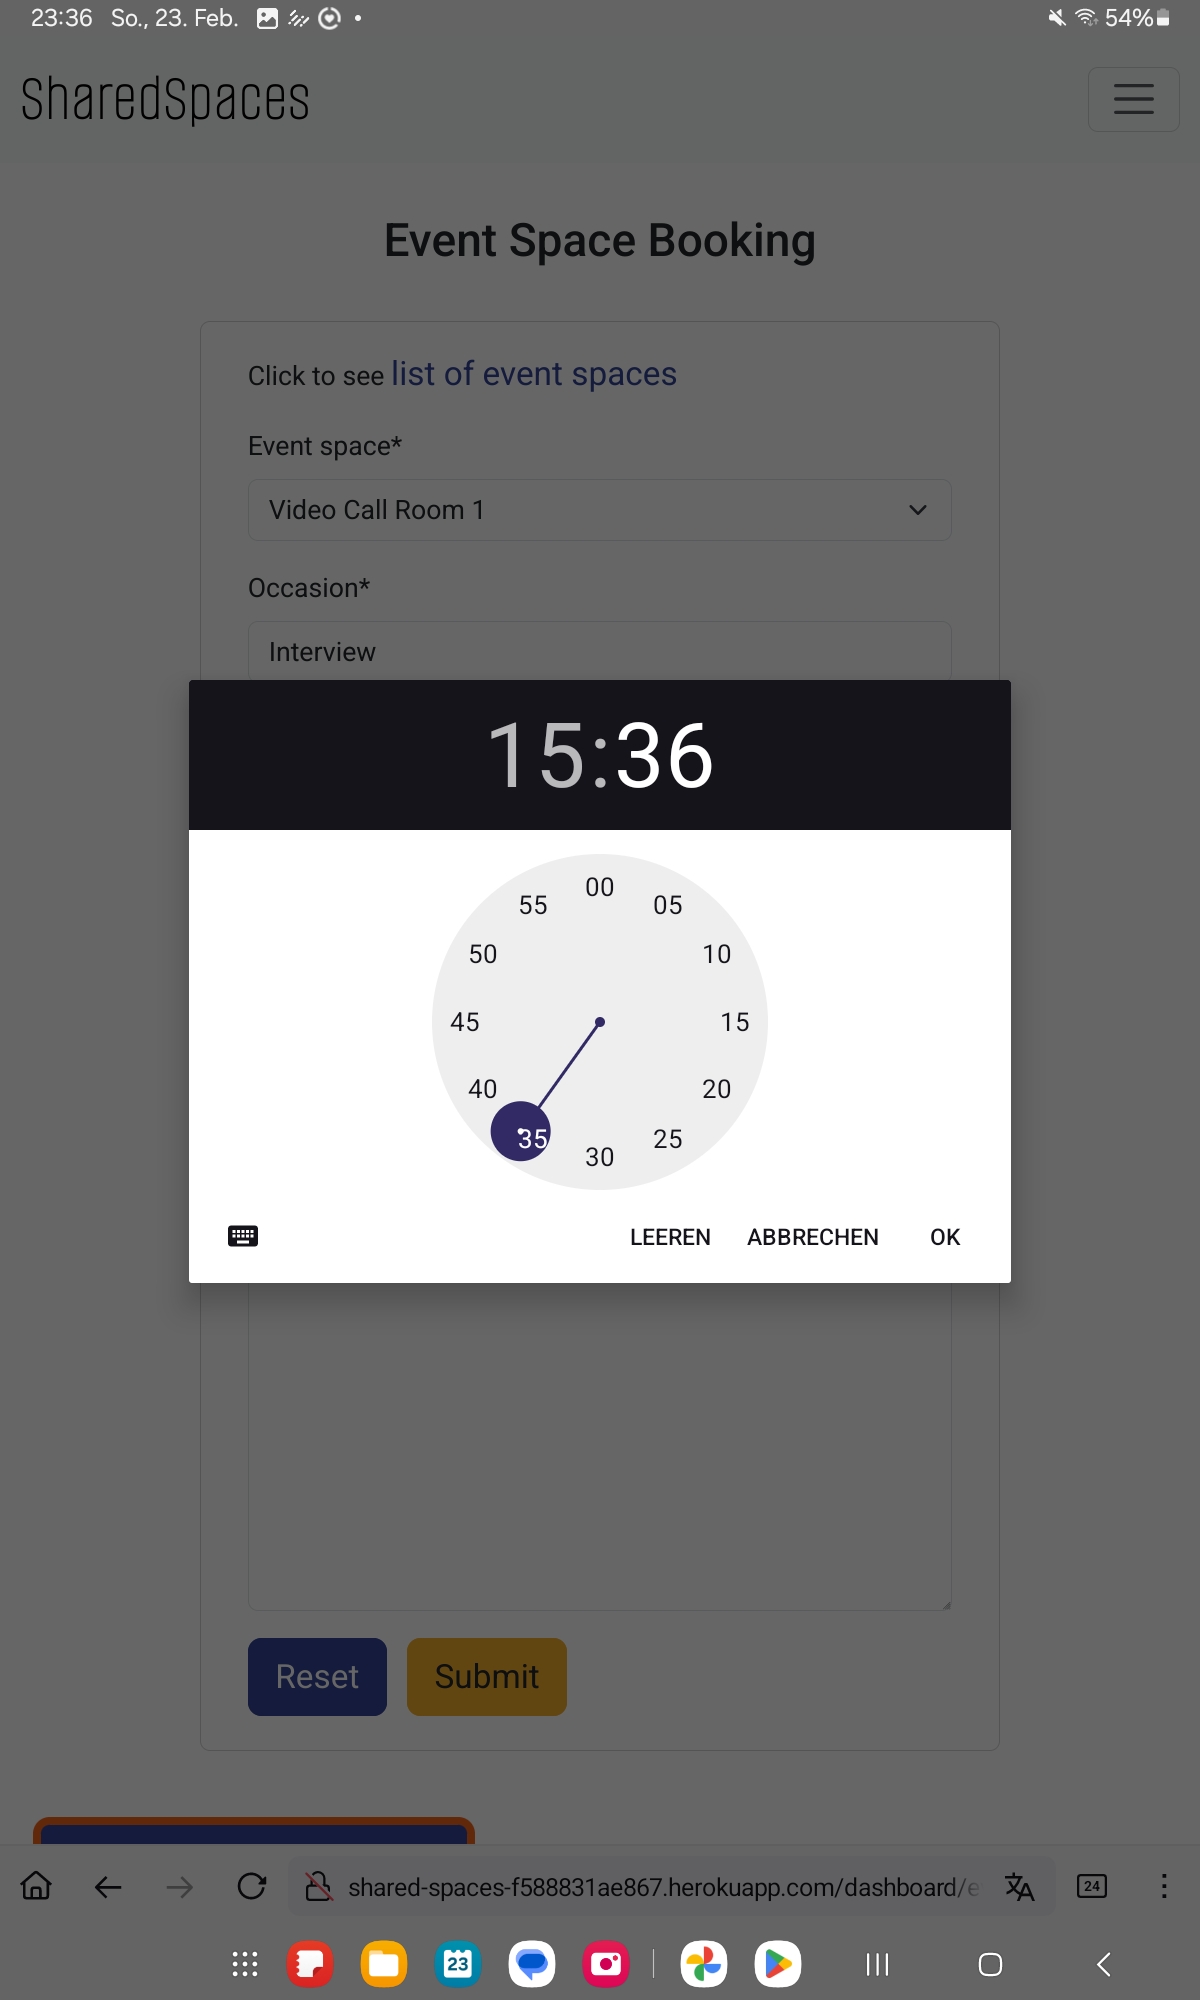 23:36 So., 23. Feb.
54%
SharedSpaces
Event Space Booking
Click to see list of event spaces
Event space*
Video Call Room 1
Occasion*
Interview
15:36
00
55
05
50
10
45
15
40
20
35
25
30
LEEREN ABBRECHEN OK
Reset Submit
shared-spaces-f588831ae867.herokuapp.com/dashboard/e
24
23